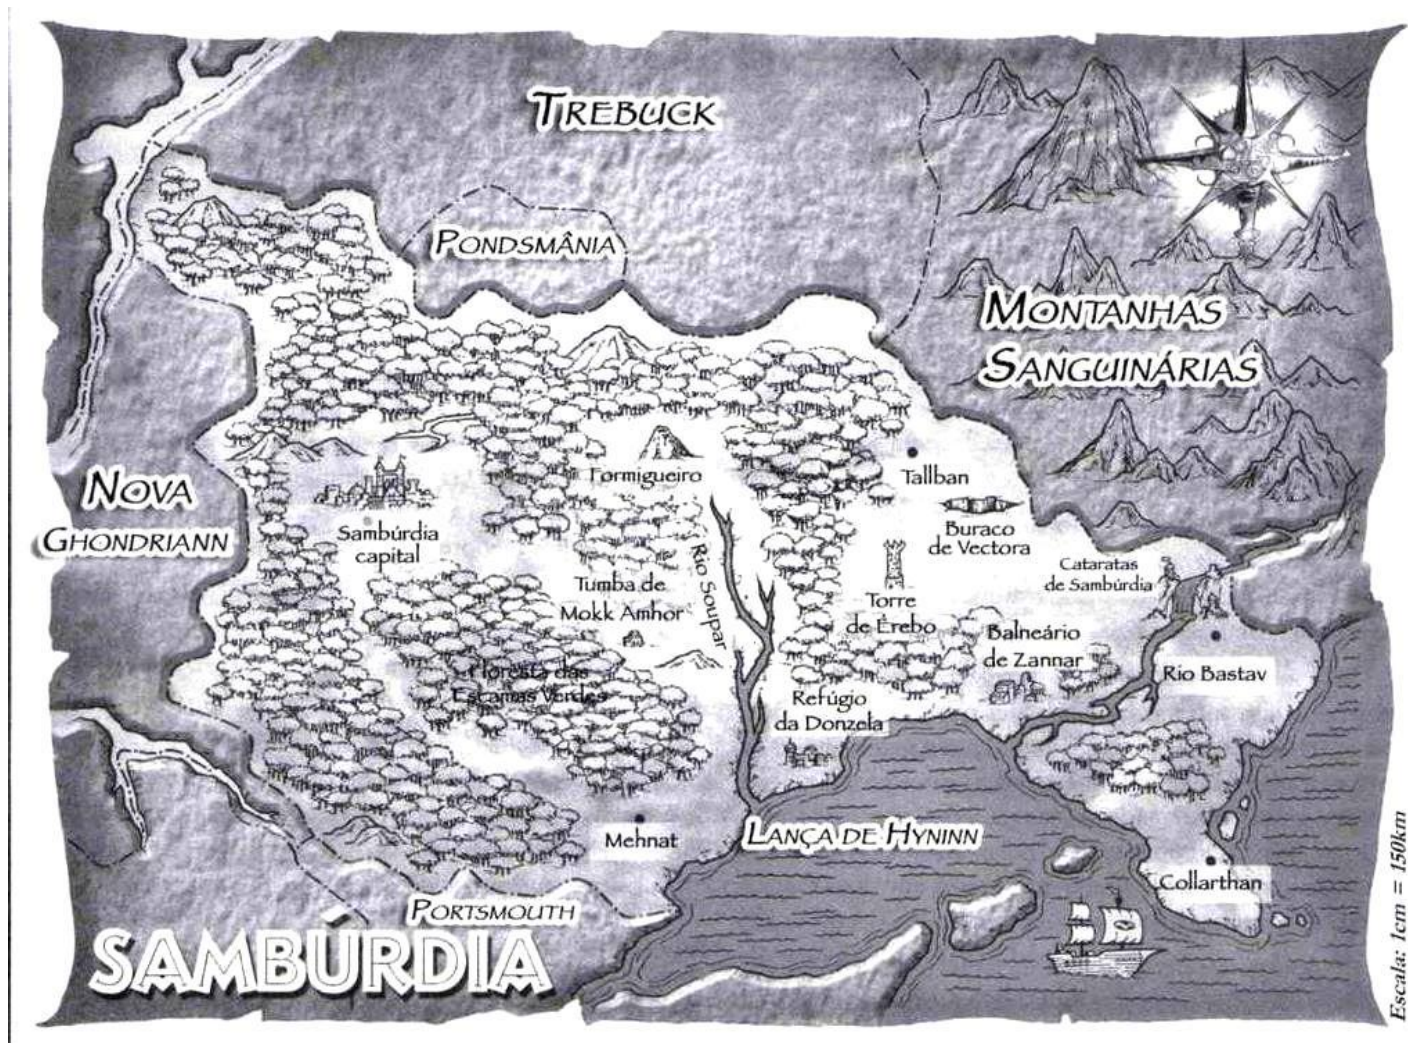 TREBUCK
PONDSMÂNIA
MONTANHAS
SANGUINÁRIAS
NOVA
GHONDRIANN
Formigueiro
Tallban
Buraco
de Vectora
Sambúrdia
capital
Rio Soupar
Cataratas
de Sambúrdia
Tumba de
Mokk Amhor
Torre
de Érebo
Balneário
de Zannar
Rio Bastav
Floresta das
Escamas Verdes
Refúgio
da Donzela
Mehnat
LANÇA DE HYNINN
Collarthan
PORTSMOUTH
SAMBÚRDIA
Escala: 1cm = 150km